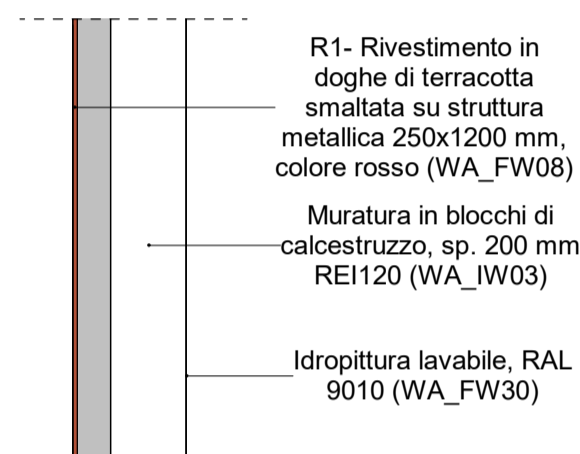 R1- Rivestimento in
doghe di terracotta
smaltata su struttura
metallica 250x1200 mm,
colore rosso (WA_FW08)
Muratura in blocchi di
calcestruzzo, sp. 200 mm
REI120 (WA_IW03)
Idropittura lavabile, RAL
9010 (WA_FW30)